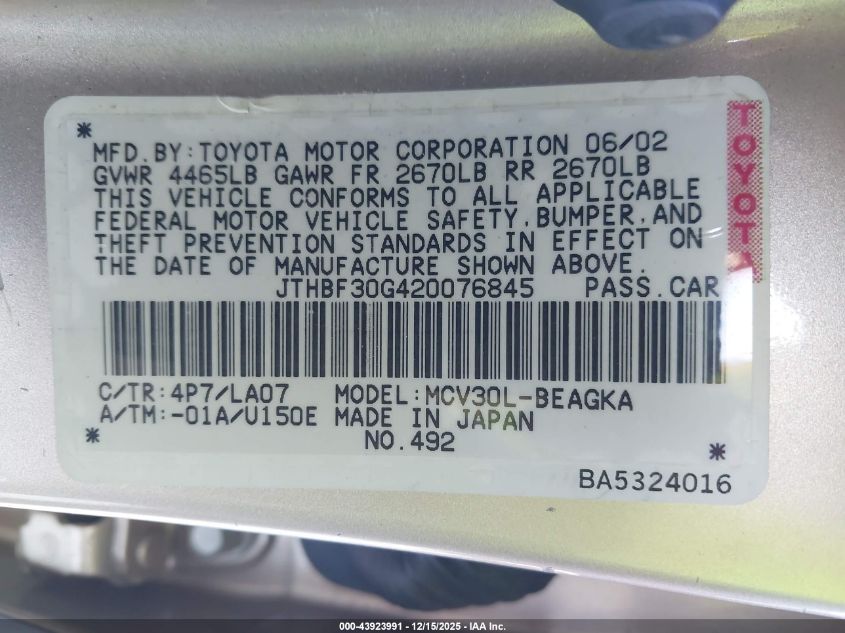 *
MFD.BY:TOYOTA MOTOR CORPORATION 06/02
GVWR 4465LB GAWR FR 2670LB RR 2670LB
THIS VEHICLE CONFORMS TO ALL APPLICABLE
FEDERAL MOTOR VEHICLE SAFETY,BUMPER,AND
THEFT PREVENTION STANDARDS IN EFFECT ON
THE DATE OF MANUFACTURE SHOWN ABOVE.
JTHBF30G420076845 PASS.CAR
TOYOTA
C/TR:4P7/LA07 MODEL:MCV30L-BEAGKA
A/TM:-01A/U150E MADE IN JAPAN
* NO.492 *
BA5324016
000-43923991 - 12/15/2025 - IAA Inc.